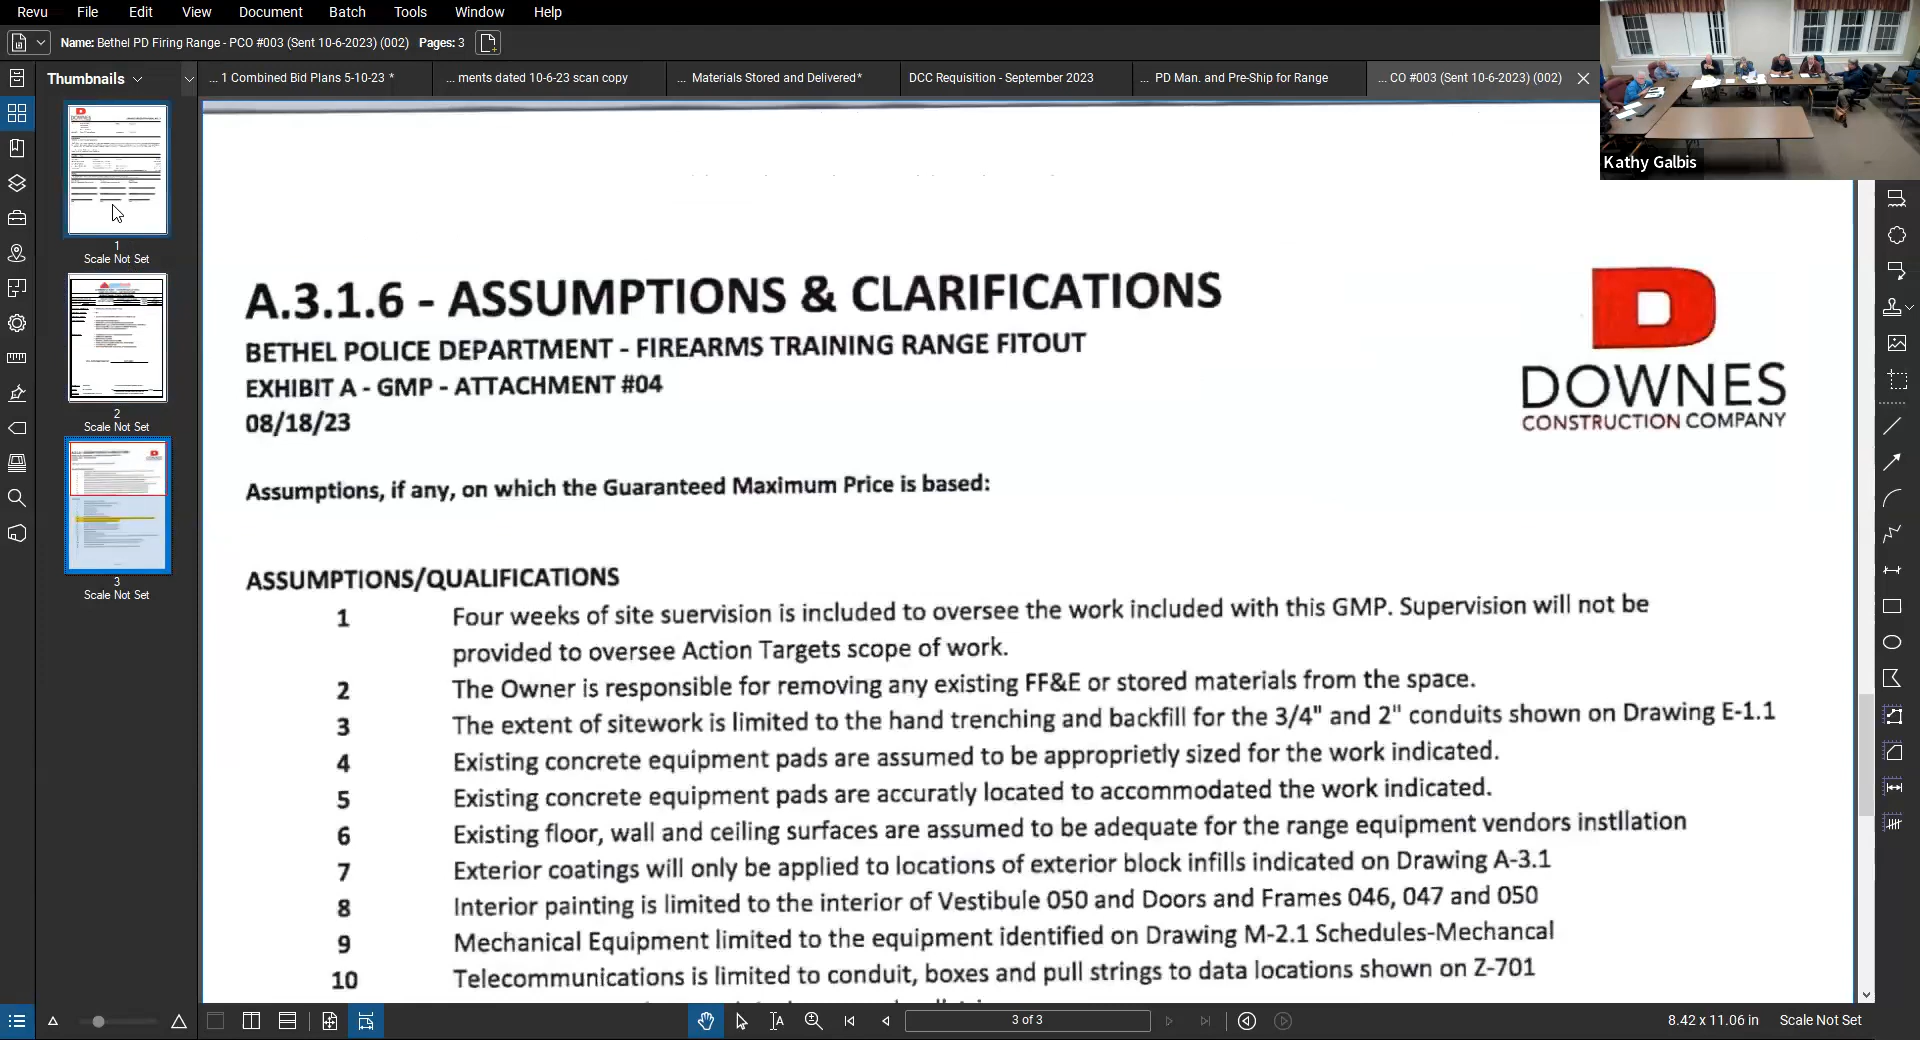 Revu File Edit View Document Batch Tools Window Help
Name: Bethel PD Firing Range - PCO #003 (Sent 10-6-2023) (002) Pages: 3
Thumbnails
... 1 Combined Bid Plans 5-10-23 *
... ments dated 10-6-23 scan copy
... Materials Stored and Delivered*
DCC Requisition - September 2023
... PD Man. and Pre-Ship for Range
... CO #003 (Sent 10-6-2023) (002)
Kathy Galbis
1
Scale Not Set
2
Scale Not Set
3
Scale Not Set
A.3.1.6 - ASSUMPTIONS & CLARIFICATIONS
BETHEL POLICE DEPARTMENT - FIREARMS TRAINING RANGE FITOUT
EXHIBIT A - GMP - ATTACHMENT #04
08/18/23
D
DOWNES
CONSTRUCTION COMPANY
Assumptions, if any, on which the Guaranteed Maximum Price is based:
ASSUMPTIONS/QUALIFICATIONS
1 Four weeks of site suervision is included to oversee the work included with this GMP. Supervision will not be
provided to oversee Action Targets scope of work.
2 The Owner is responsible for removing any existing FF&E or stored materials from the space.
3 The extent of sitework is limited to the hand trenching and backfill for the 3/4" and 2" conduits shown on Drawing E-1.1
4 Existing concrete equipment pads are assumed to be approprietly sized for the work indicated.
5 Existing concrete equipment pads are accuratly located to accommodated the work indicated.
6 Existing floor, wall and ceiling surfaces are assumed to be adequate for the range equipment vendors instllation
7 Exterior coatings will only be applied to locations of exterior block infills indicated on Drawing A-3.1
8 Interior painting is limited to the interior of Vestibule 050 and Doors and Frames 046, 047 and 050
9 Mechanical Equipment limited to the equipment identified on Drawing M-2.1 Schedules-Mechancal
10 Telecommunications is limited to conduit, boxes and pull strings to data locations shown on Z-701
3 of 3
8.42 x 11.06 in Scale Not Set